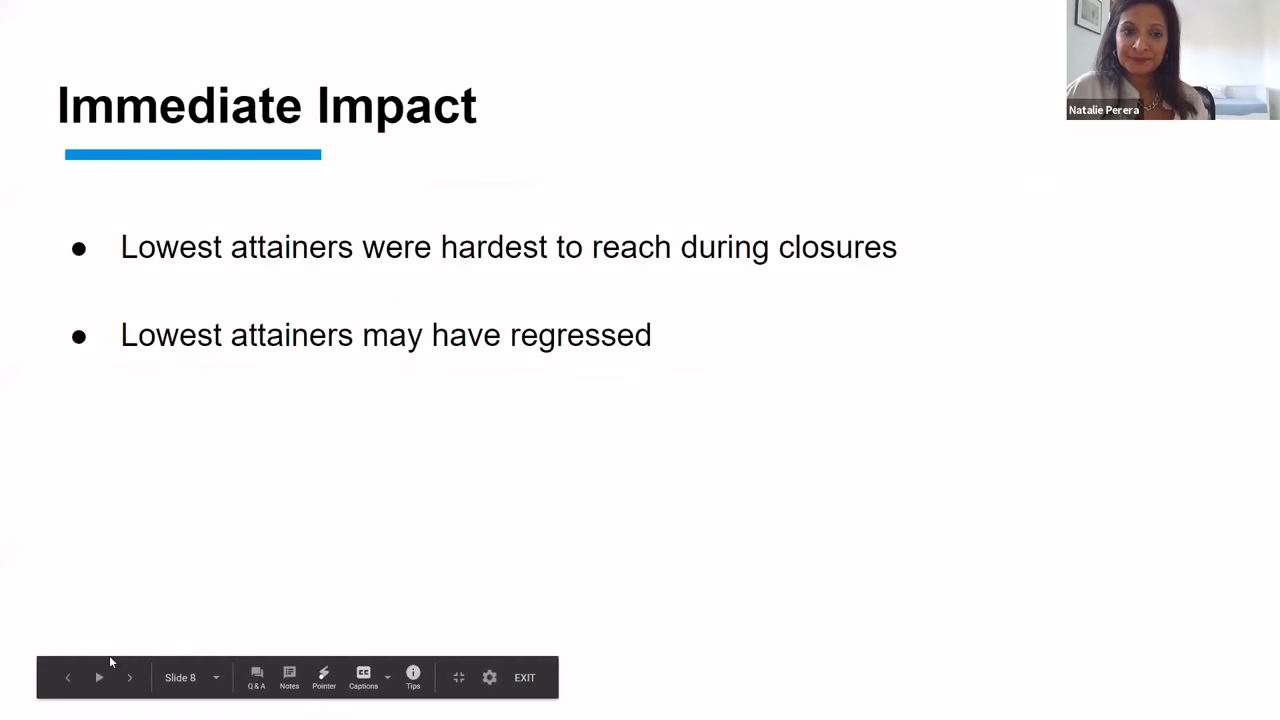 Immediate Impact
Natalie Perera
● Lowest attainers were hardest to reach during closures
● Lowest attainers may have regressed
Slide 8
Q & A
Notes
Pointer
CC
Captions
Tips
EXIT